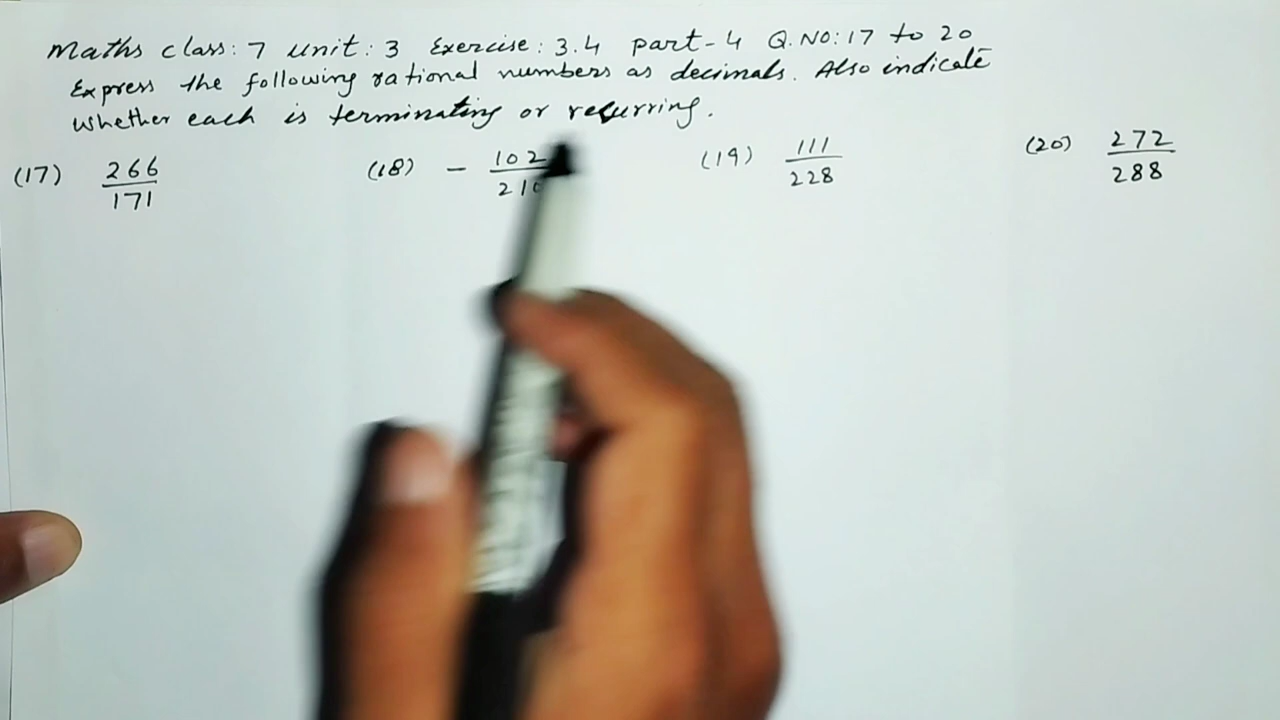 Maths class: 7 unit: 3 Exercise: 3.4 part-4 Q.NO: 17 to 20
Express the following rational numbers as decimals. Also indicate
whether each is terminating or recurring.
(17) 266/171 (18) - 102/210 (19) 111/228 (20) 272/288